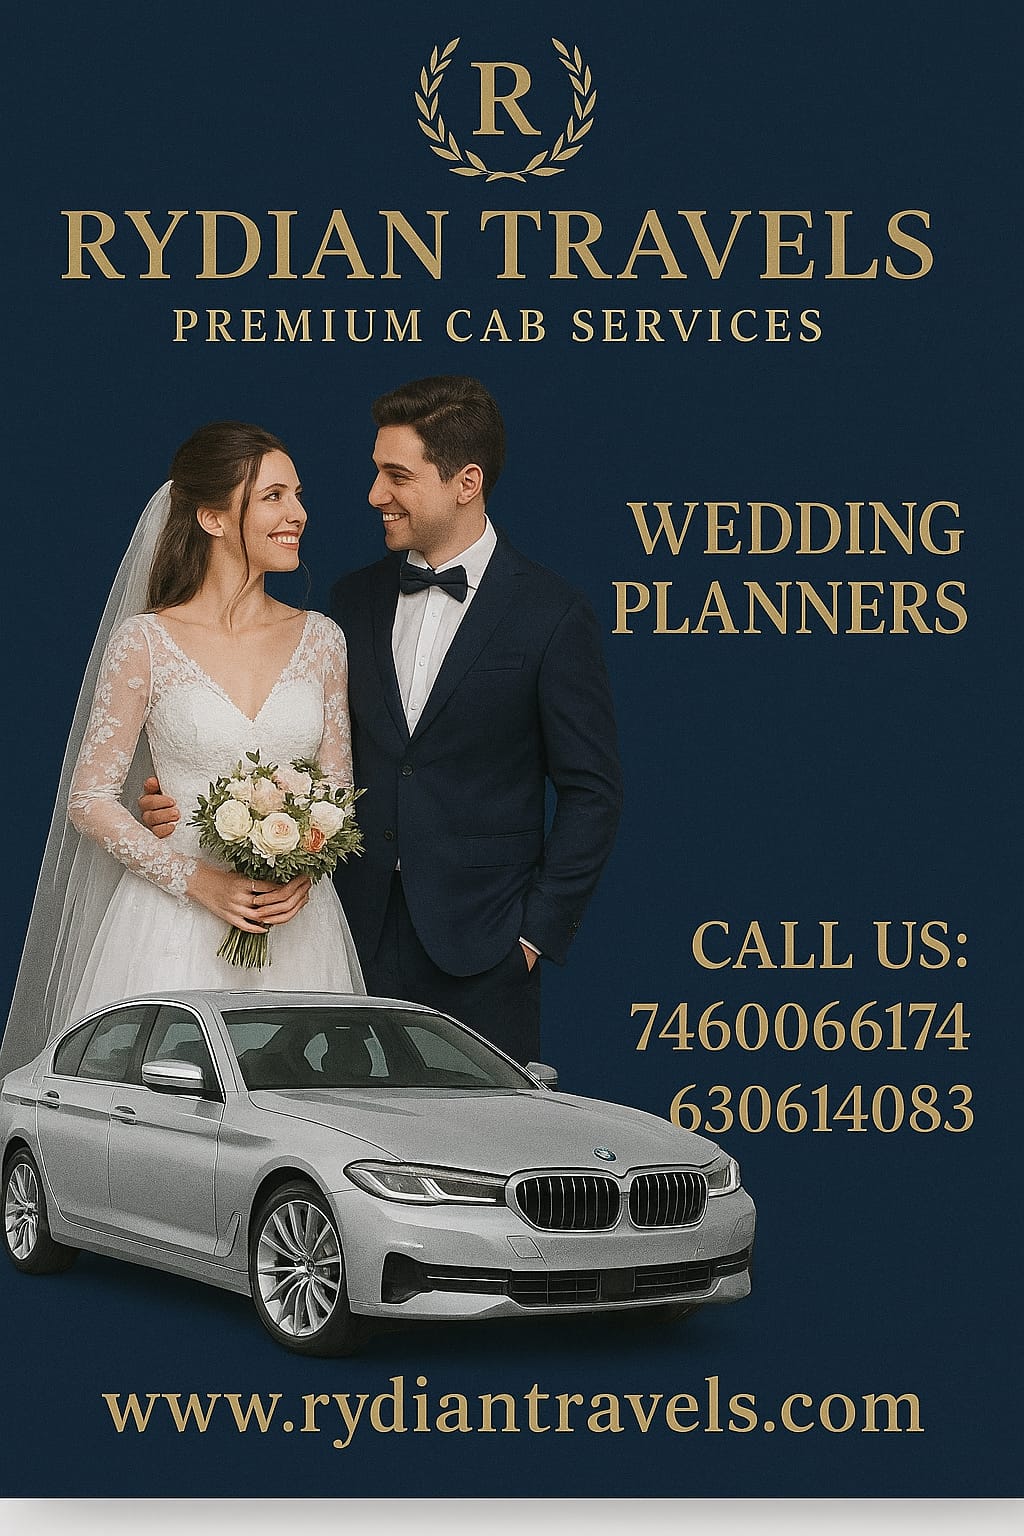 R
RYDIAN TRAVELS
PREMIUM CAB SERVICES
WEDDING
PLANNERS
CALL US:
7460066174
630614083
www.rydiantravels.com